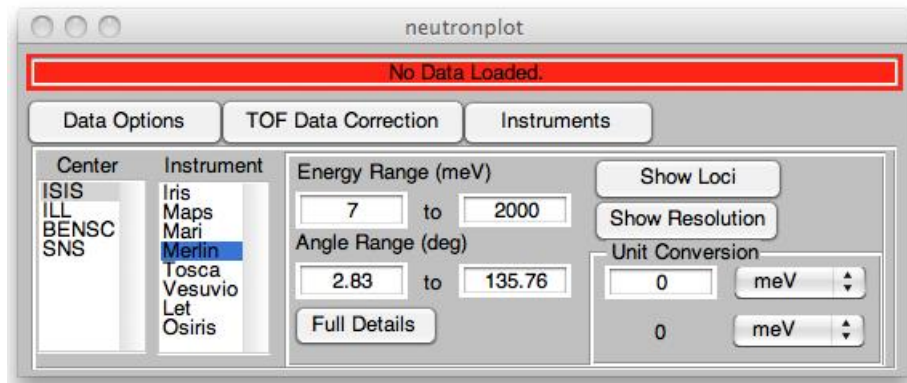 neutronplot
No Data Loaded.
Data Options TOF Data Correction Instruments
Center
ISIS
ILL
BENSC
SNS
Instrument
Iris
Maps
Mari
Merlin
Tosca
Vesuvio
Let
Osiris
Energy Range (meV)
7 to 2000
Angle Range (deg)
2.83 to 135.76
Full Details
Show Loci
Show Resolution
Unit Conversion
0 meV
0 meV